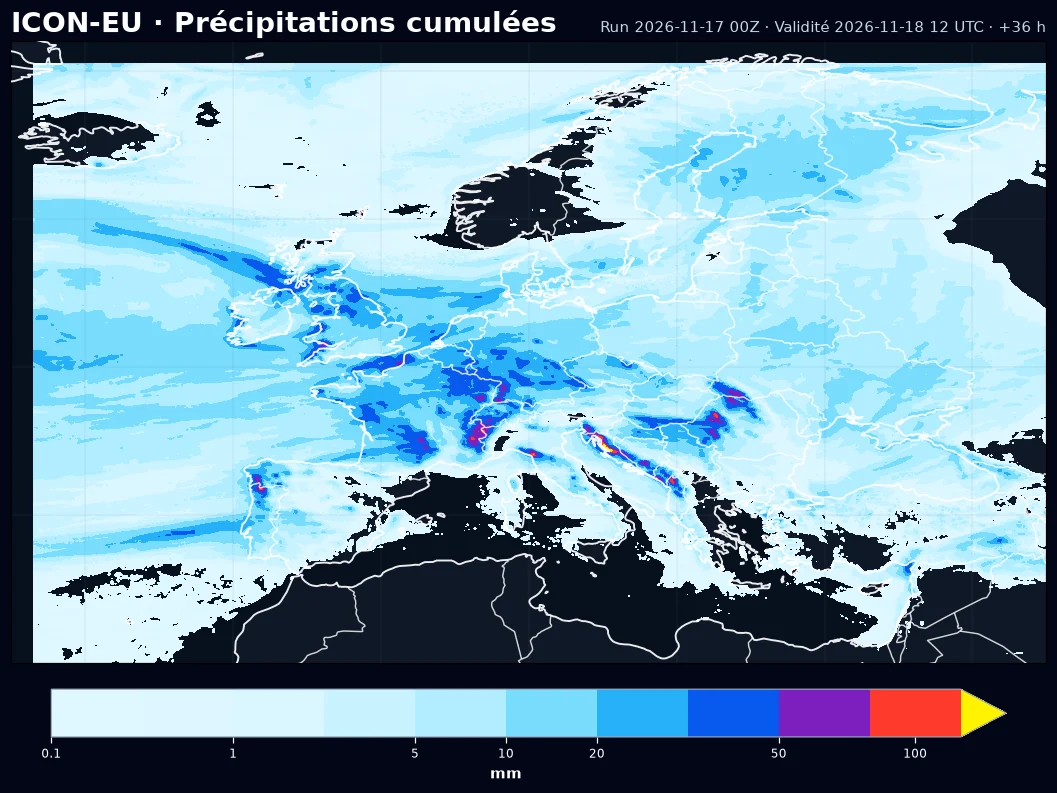 ICON-EU · Précipitations cumulées
Run 2026-11-17 00Z · Validité 2026-11-18 12 UTC · +36 h
0.1 1 5 10 20 50 100
mm